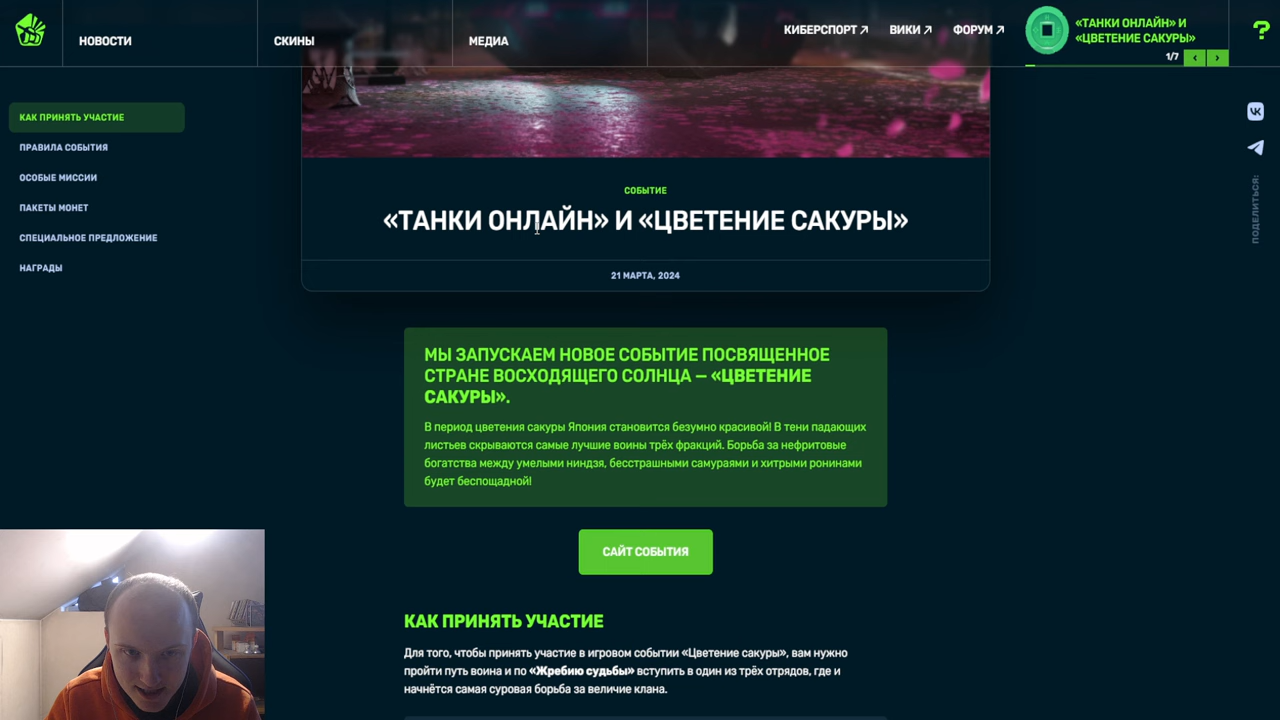 НОВОСТИ
СКИНЫ
МЕДИА
КИБЕРСПОРТ ↗
ВИКИ ↗
ФОРУМ ↗
«ТАНКИ ОНЛАЙН» И
«ЦВЕТЕНИЕ САКУРЫ»
1/7
‹ ›
?
КАК ПРИНЯТЬ УЧАСТИЕ
ПРАВИЛА СОБЫТИЯ
ОСОБЫЕ МИССИИ
ПАКЕТЫ МОНЕТ
СПЕЦИАЛЬНОЕ ПРЕДЛОЖЕНИЕ
НАГРАДЫ
ПОДЕЛИТЬСЯ:
СОБЫТИЕ
«ТАНКИ ОНЛАЙН» И «ЦВЕТЕНИЕ САКУРЫ»
21 МАРТА, 2024
МЫ ЗАПУСКАЕМ НОВОЕ СОБЫТИЕ ПОСВЯЩЕННОЕ
СТРАНЕ ВОСХОДЯЩЕГО СОЛНЦА — «ЦВЕТЕНИЕ
САКУРЫ».
В период цветения сакуры Япония становится безумно красивой! В тени падающих
листьев скрываются самые лучшие воины трёх фракций. Борьба за нефритовые
богатства между умелыми ниндзя, бесстрашными самураями и хитрыми ронинами
будет беспощадной!
САЙТ СОБЫТИЯ
КАК ПРИНЯТЬ УЧАСТИЕ
Для того, чтобы принять участие в игровом событии «Цветение сакуры», вам нужно
пройти путь воина и по «Жребию судьбы» вступить в один из трёх отрядов, где и
начнётся самая суровая борьба за величие клана.